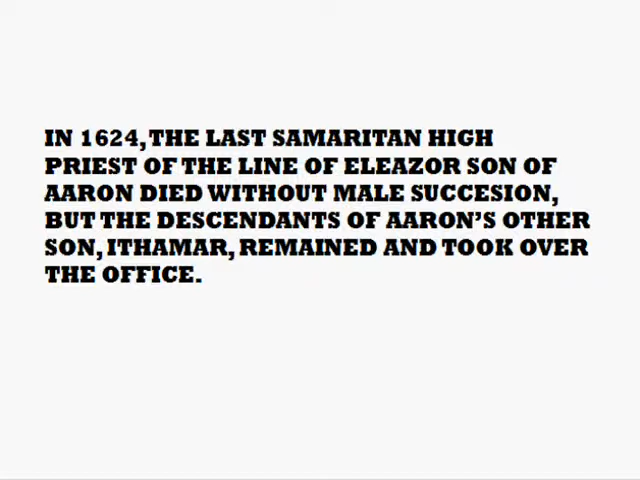 IN 1624, THE LAST SAMARITAN HIGH
PRIEST OF THE LINE OF ELEAZOR SON OF
AARON DIED WITHOUT MALE SUCCESION,
BUT THE DESCENDANTS OF AARON'S OTHER
SON, ITHAMAR, REMAINED AND TOOK OVER
THE OFFICE.